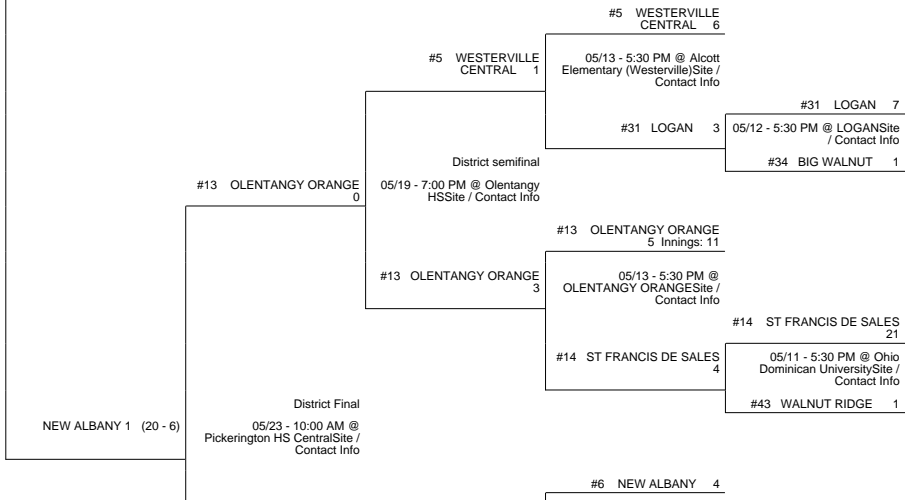 #5 WESTERVILLE
CENTRAL 6
#5 WESTERVILLE
CENTRAL 1
05/13 - 5:30 PM @ Alcott
Elementary (Westerville)Site /
Contact Info
#31 LOGAN 7
#31 LOGAN 3
05/12 - 5:30 PM @ LOGANSite
/ Contact Info
#34 BIG WALNUT 1
District semifinal
#13 OLENTANGY ORANGE
0
05/19 - 7:00 PM @ Olentangy
HSSite / Contact Info
#13 OLENTANGY ORANGE
5 Innings: 11
#13 OLENTANGY ORANGE
3
05/13 - 5:30 PM @
OLENTANGY ORANGESite /
Contact Info
#14 ST FRANCIS DE SALES
21
#14 ST FRANCIS DE SALES
4
05/11 - 5:30 PM @ Ohio
Dominican UniversitySite /
Contact Info
#43 WALNUT RIDGE 1
District Final
NEW ALBANY 1 (20 - 6)
05/23 - 10:00 AM @
Pickerington HS CentralSite /
Contact Info
#6 NEW ALBANY 4